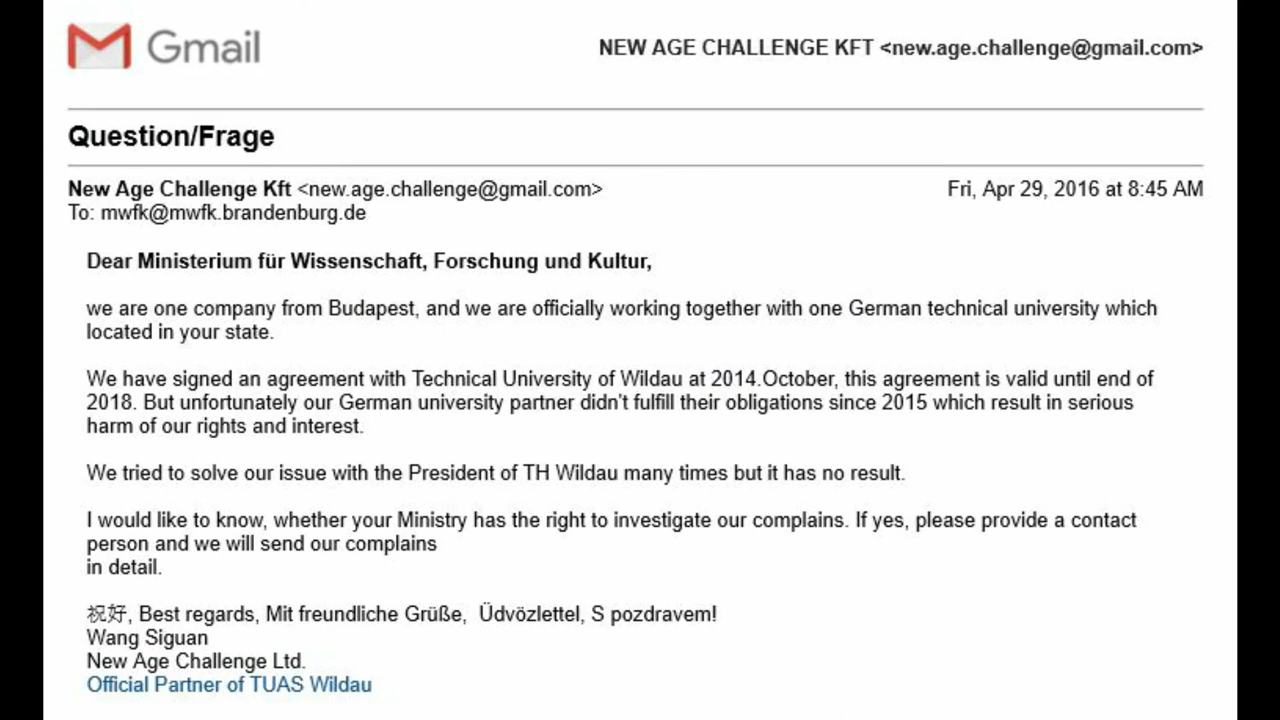 Gmail
NEW AGE CHALLENGE KFT <new.age.challenge@gmail.com>
Question/Frage
New Age Challenge Kft <new.age.challenge@gmail.com>
Fri, Apr 29, 2016 at 8:45 AM
To: mwfk@mwfk.brandenburg.de
Dear Ministerium für Wissenschaft, Forschung und Kultur,
we are one company from Budapest, and we are officially working together with one German technical university which
located in your state.
We have signed an agreement with Technical University of Wildau at 2014.October, this agreement is valid until end of
2018. But unfortunately our German university partner didn't fulfill their obligations since 2015 which result in serious
harm of our rights and interest.
We tried to solve our issue with the President of TH Wildau many times but it has no result.
I would like to know, whether your Ministry has the right to investigate our complains. If yes, please provide a contact
person and we will send our complains
in detail.
祝好, Best regards, Mit freundliche Grüße,  Üdvözlettel, S pozdravem!
Wang Siguan
New Age Challenge Ltd.
Official Partner of TUAS Wildau